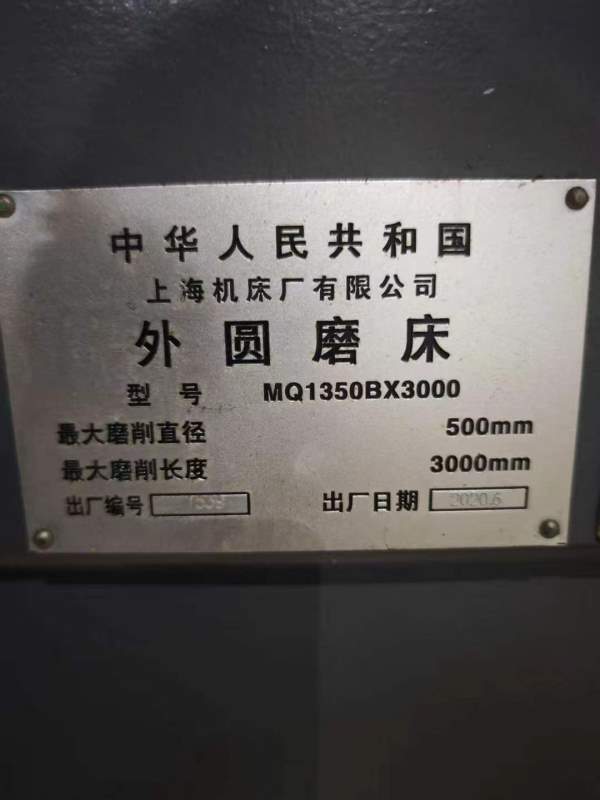 中华人民共和国
上海机床厂有限公司
外圆磨床
型号 MQ1350BX3000
最大磨削直径 500mm
最大磨削长度 3000mm
出厂编号 出厂日期 2020.6